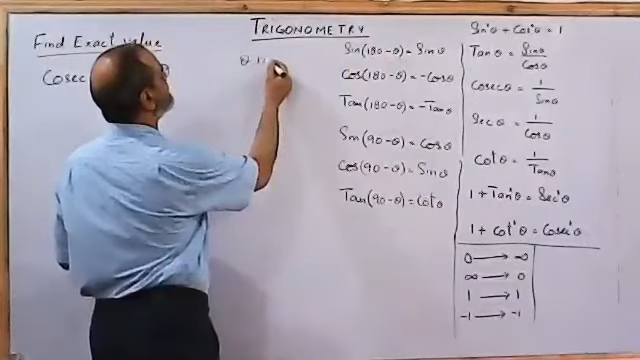 TRIGONOMETRY
Find Exact value
Cosec θ
θ
Sin(180-θ) = Sinθ
Cos(180-θ) = -Cosθ
Tan(180-θ) = -Tanθ
Sin(90-θ) = Cosθ
Cos(90-θ) = Sinθ
Tan(90-θ) = Cotθ
Sin²θ + Cos²θ = 1
Tanθ = Sinθ/Cosθ
Cosecθ = 1/Sinθ
Secθ = 1/Cosθ
Cotθ = 1/Tanθ
1 + Tan²θ = Sec²θ
1 + Cot²θ = Cosec²θ
0 → ∞
∞ → 0
1 → 1
-1 → -1